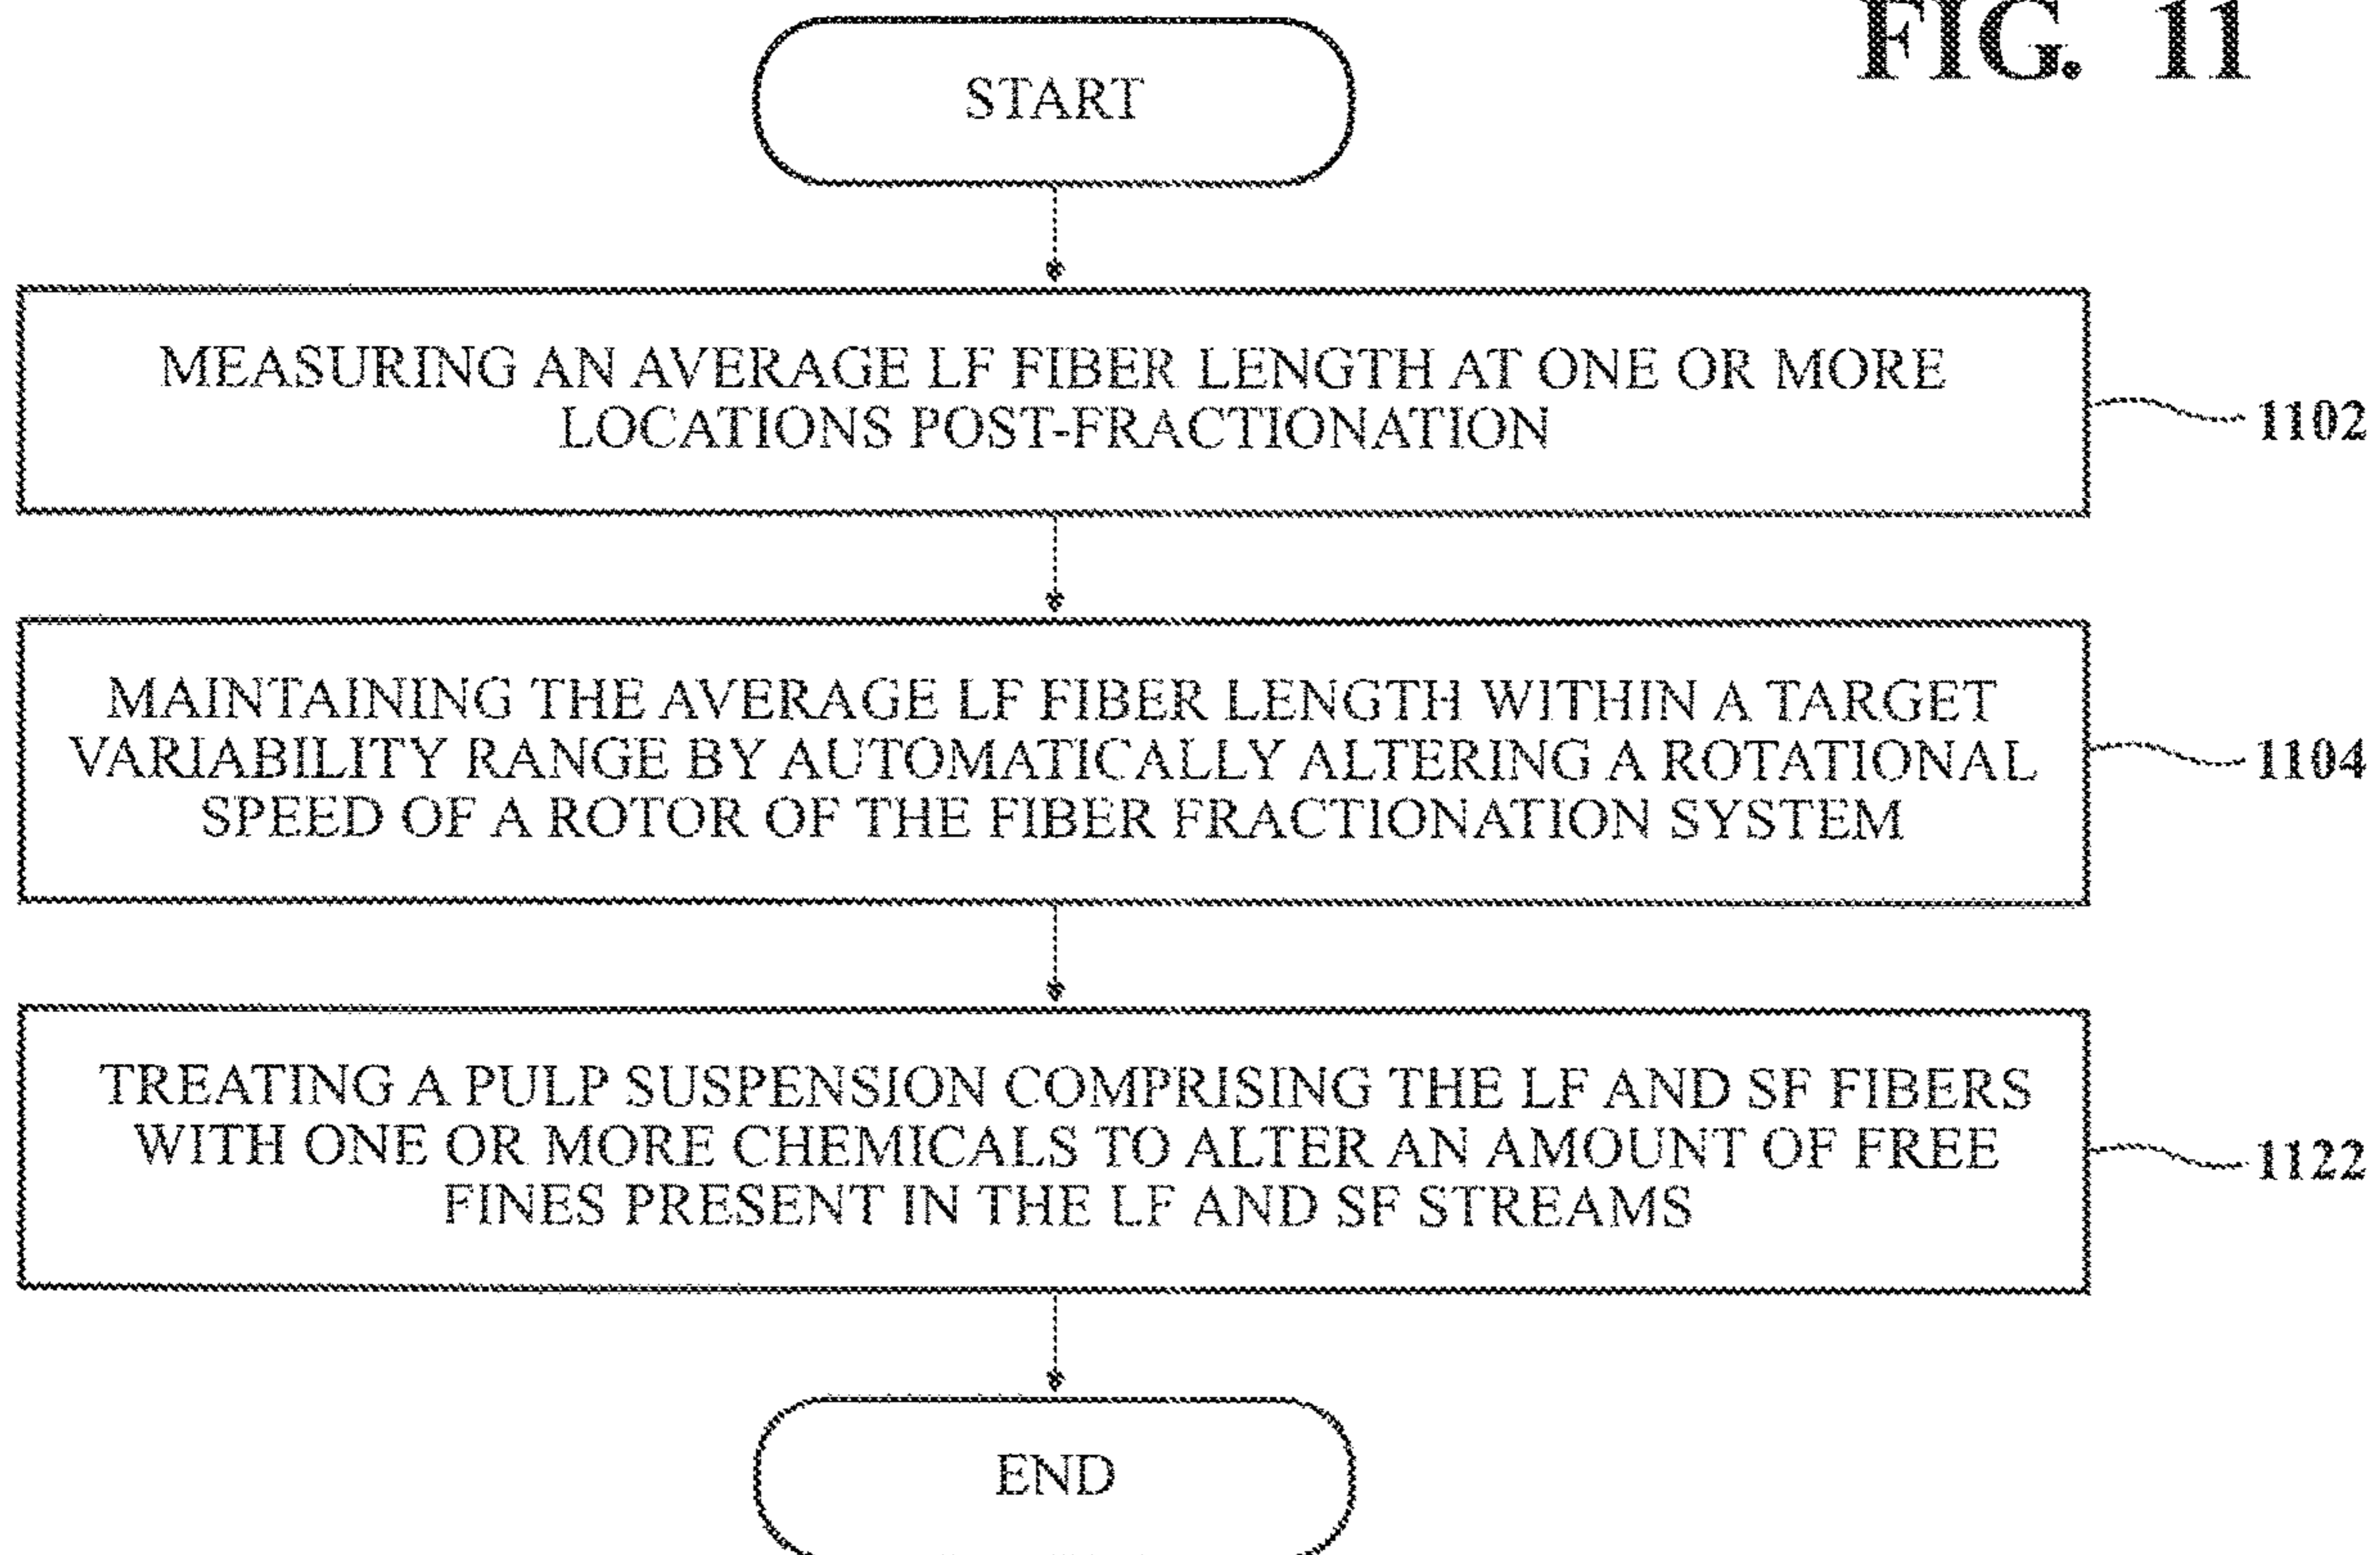 FIG. 11
START
MEASURING AN AVERAGE LF FIBER LENGTH AT ONE OR MORE
LOCATIONS POST-FRACTIONATION
1102
MAINTAINING THE AVERAGE LF FIBER LENGTH WITHIN A TARGET
VARIABILITY RANGE BY AUTOMATICALLY ALTERING A ROTATIONAL
SPEED OF A ROTOR OF THE FIBER FRACTIONATION SYSTEM
1104
TREATING A PULP SUSPENSION COMPRISING THE LF AND SF FIBERS
WITH ONE OR MORE CHEMICALS TO ALTER AN AMOUNT OF FREE
FINES PRESENT IN THE LF AND SF STREAMS
1122
END